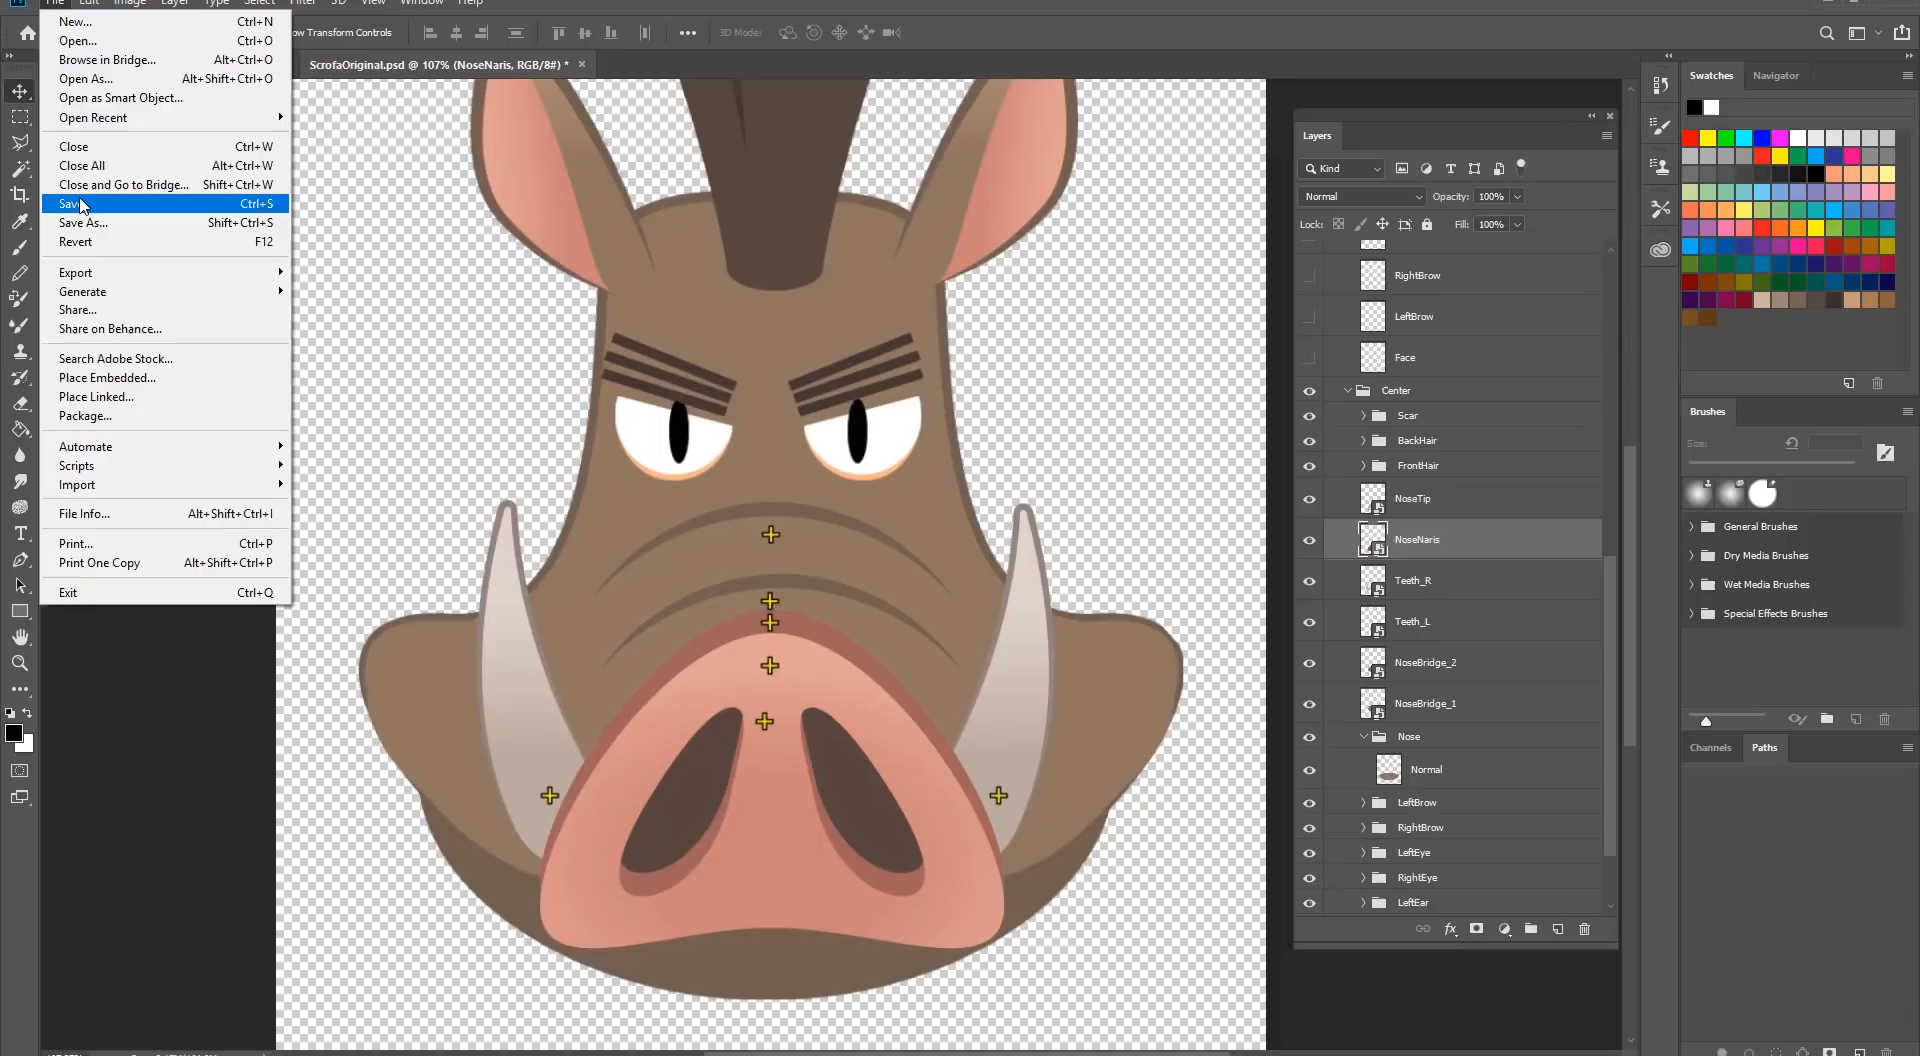 File Edit Image Layer Type Select Filter 3D View Window Help
New... Ctrl+N
Open... Ctrl+O
Browse in Bridge... Alt+Ctrl+O
Open As... Alt+Shift+Ctrl+O
Open as Smart Object...
Open Recent
Close Ctrl+W
Close All Alt+Ctrl+W
Close and Go to Bridge... Shift+Ctrl+W
Save Ctrl+S
Save As... Shift+Ctrl+S
Revert F12
Export
Generate
Share...
Share on Behance...
Search Adobe Stock...
Place Embedded...
Place Linked...
Package...
Automate
Scripts
Import
File Info... Alt+Shift+Ctrl+I
Print... Ctrl+P
Print One Copy Alt+Shift+Ctrl+P
Exit Ctrl+Q
ow Transform Controls
3D Mode:
ScrofaOriginal.psd @ 107% (NoseNaris, RGB/8#) *
Layers
Kind
Normal Opacity: 100%
Lock: Fill: 100%
RightBrow
LeftBrow
Face
Center
Scar
BackHair
FrontHair
NoseTip
NoseNaris
Teeth_R
Teeth_L
NoseBridge_2
NoseBridge_1
Nose
Normal
LeftBrow
RightBrow
LeftEye
RightEye
LeftEar
Swatches Navigator
Brushes
Size:
General Brushes
Dry Media Brushes
Wet Media Brushes
Special Effects Brushes
Channels Paths